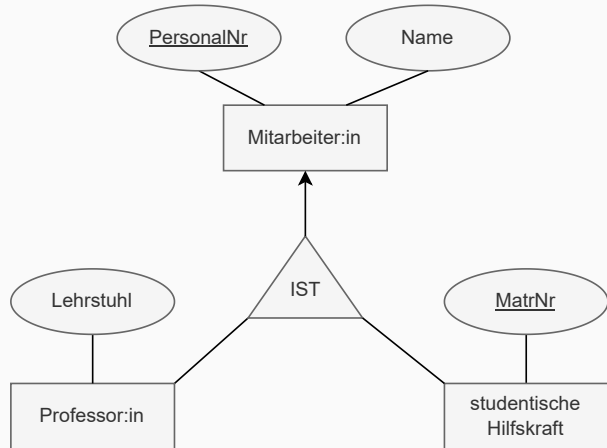 PersonalNr
Name
Mitarbeiter:in
IST
Lehrstuhl
MatrNr
Professor:in
studentische
Hilfskraft